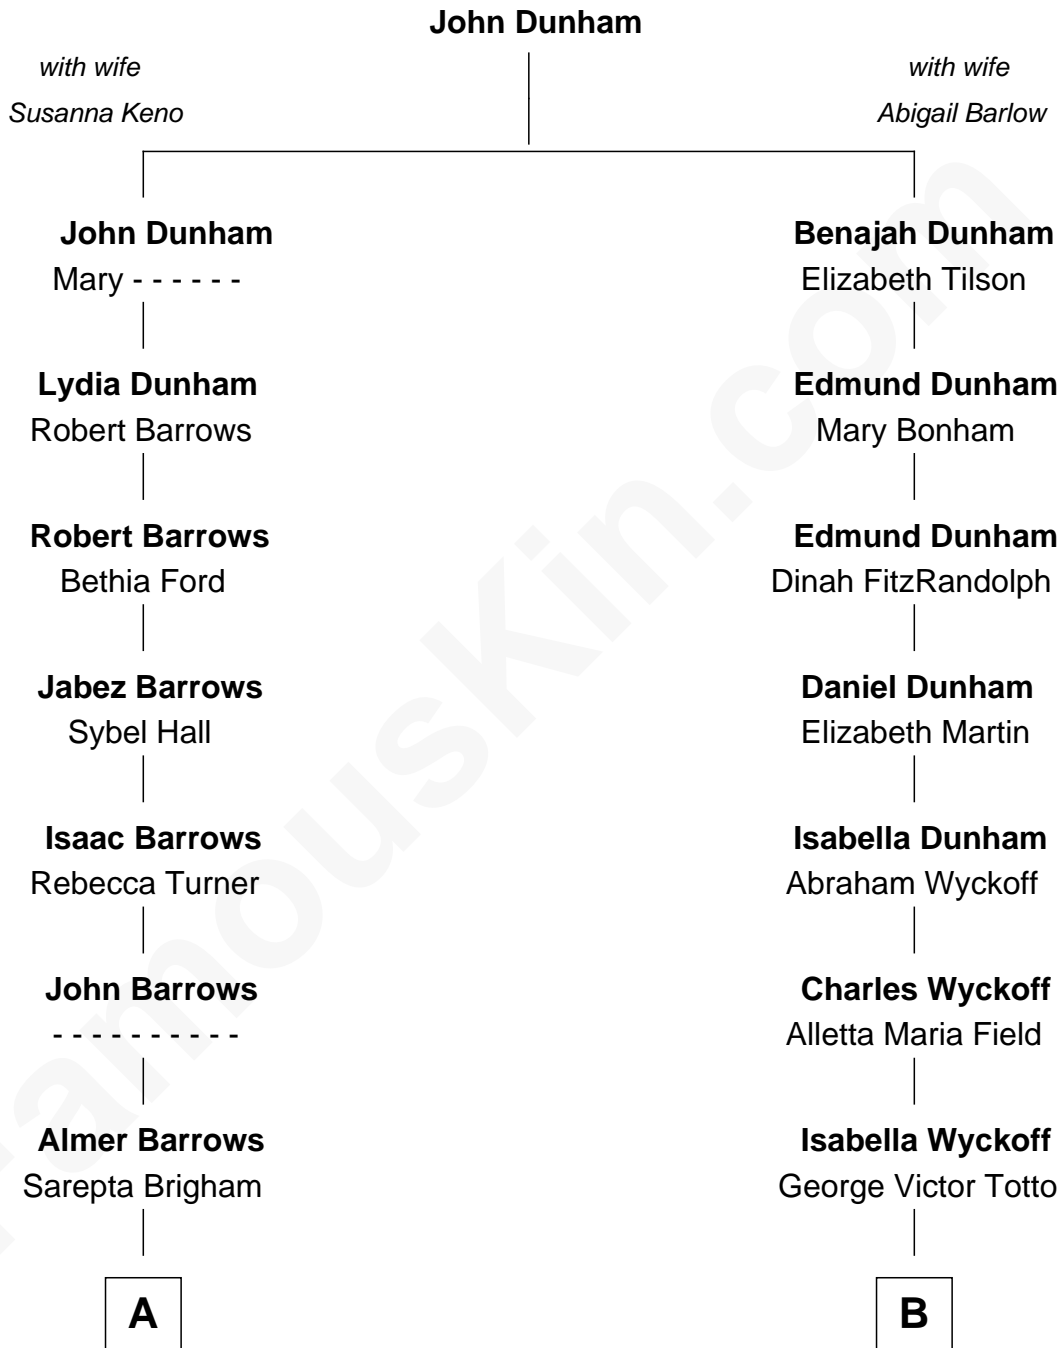 John Dunham
with wife
Susanna Keno
with wife
Abigail Barlow
John Dunham
Mary - - - - - -
Lydia Dunham
Robert Barrows
Robert Barrows
Bethia Ford
Jabez Barrows
Sybel Hall
Isaac Barrows
Rebecca Turner
John Barrows
- - - - - - - - - -
Almer Barrows
Sarepta Brigham
A
Benajah Dunham
Elizabeth Tilson
Edmund Dunham
Mary Bonham
Edmund Dunham
Dinah FitzRandolph
Daniel Dunham
Elizabeth Martin
Isabella Dunham
Abraham Wyckoff
Charles Wyckoff
Alletta Maria Field
Isabella Wyckoff
George Victor Totto
B
FamousKin.com